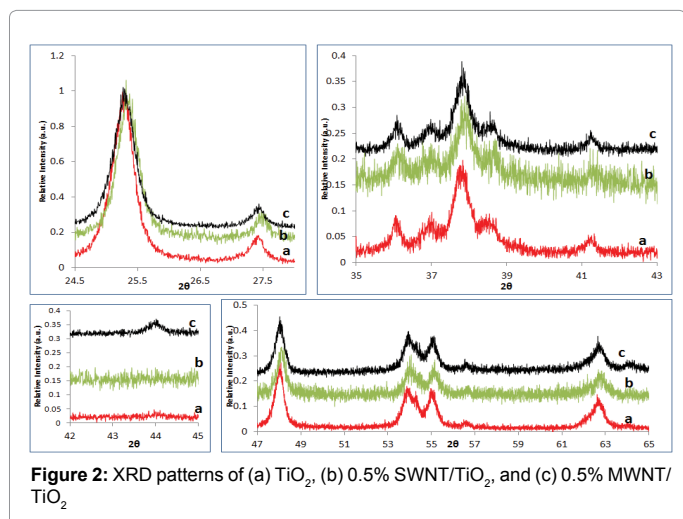 Relative Intensity (a.u.)
1.2
1
0.8
0.6
0.4
0.2
0
24.5 25.5 26.5 27.5
2θ
c
b
a
Relative Intensity (a.u.)
0.4
0.35
0.3
0.25
0.2
0.15
0.1
0.05
0
35 37 39 41 43
2θ
c
b
a
Relative Intensity (a.u.)
0.4
0.35
0.3
0.25
0.2
0.15
0.1
0.05
0
42 43 44 45
2θ
c
b
a
Relative Intensity (a.u.)
0.5
0.4
0.3
0.2
0.1
0
47 49 51 53 55 57 59 61 63 65
2θ
c
b
a
Figure 2: XRD patterns of (a) TiO₂, (b) 0.5% SWNT/TiO₂, and (c) 0.5% MWNT/
TiO₂